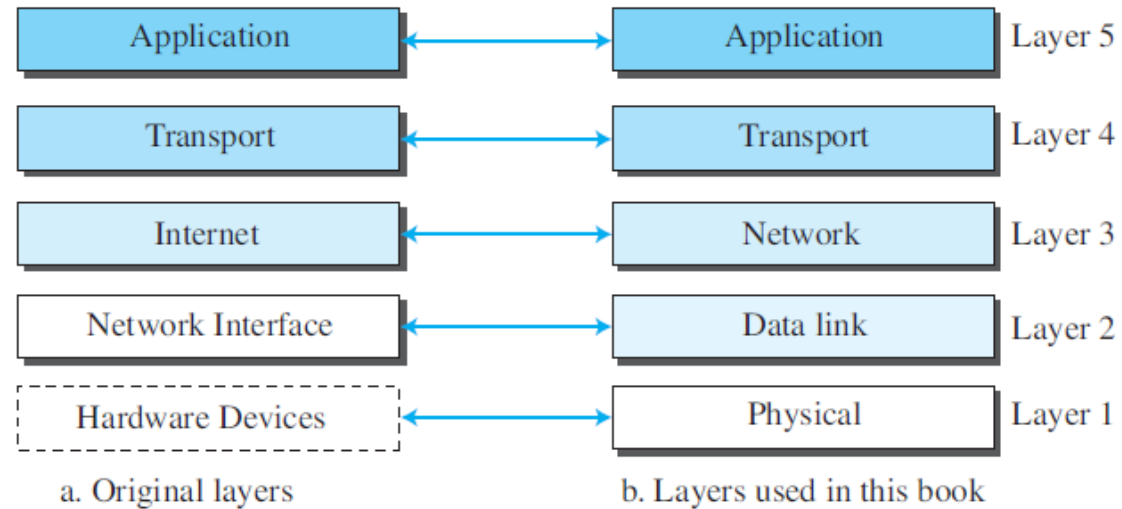 Application Application Layer 5
Transport Transport Layer 4
Internet Network Layer 3
Network Interface Data link Layer 2
Hardware Devices Physical Layer 1
a. Original layers b. Layers used in this book